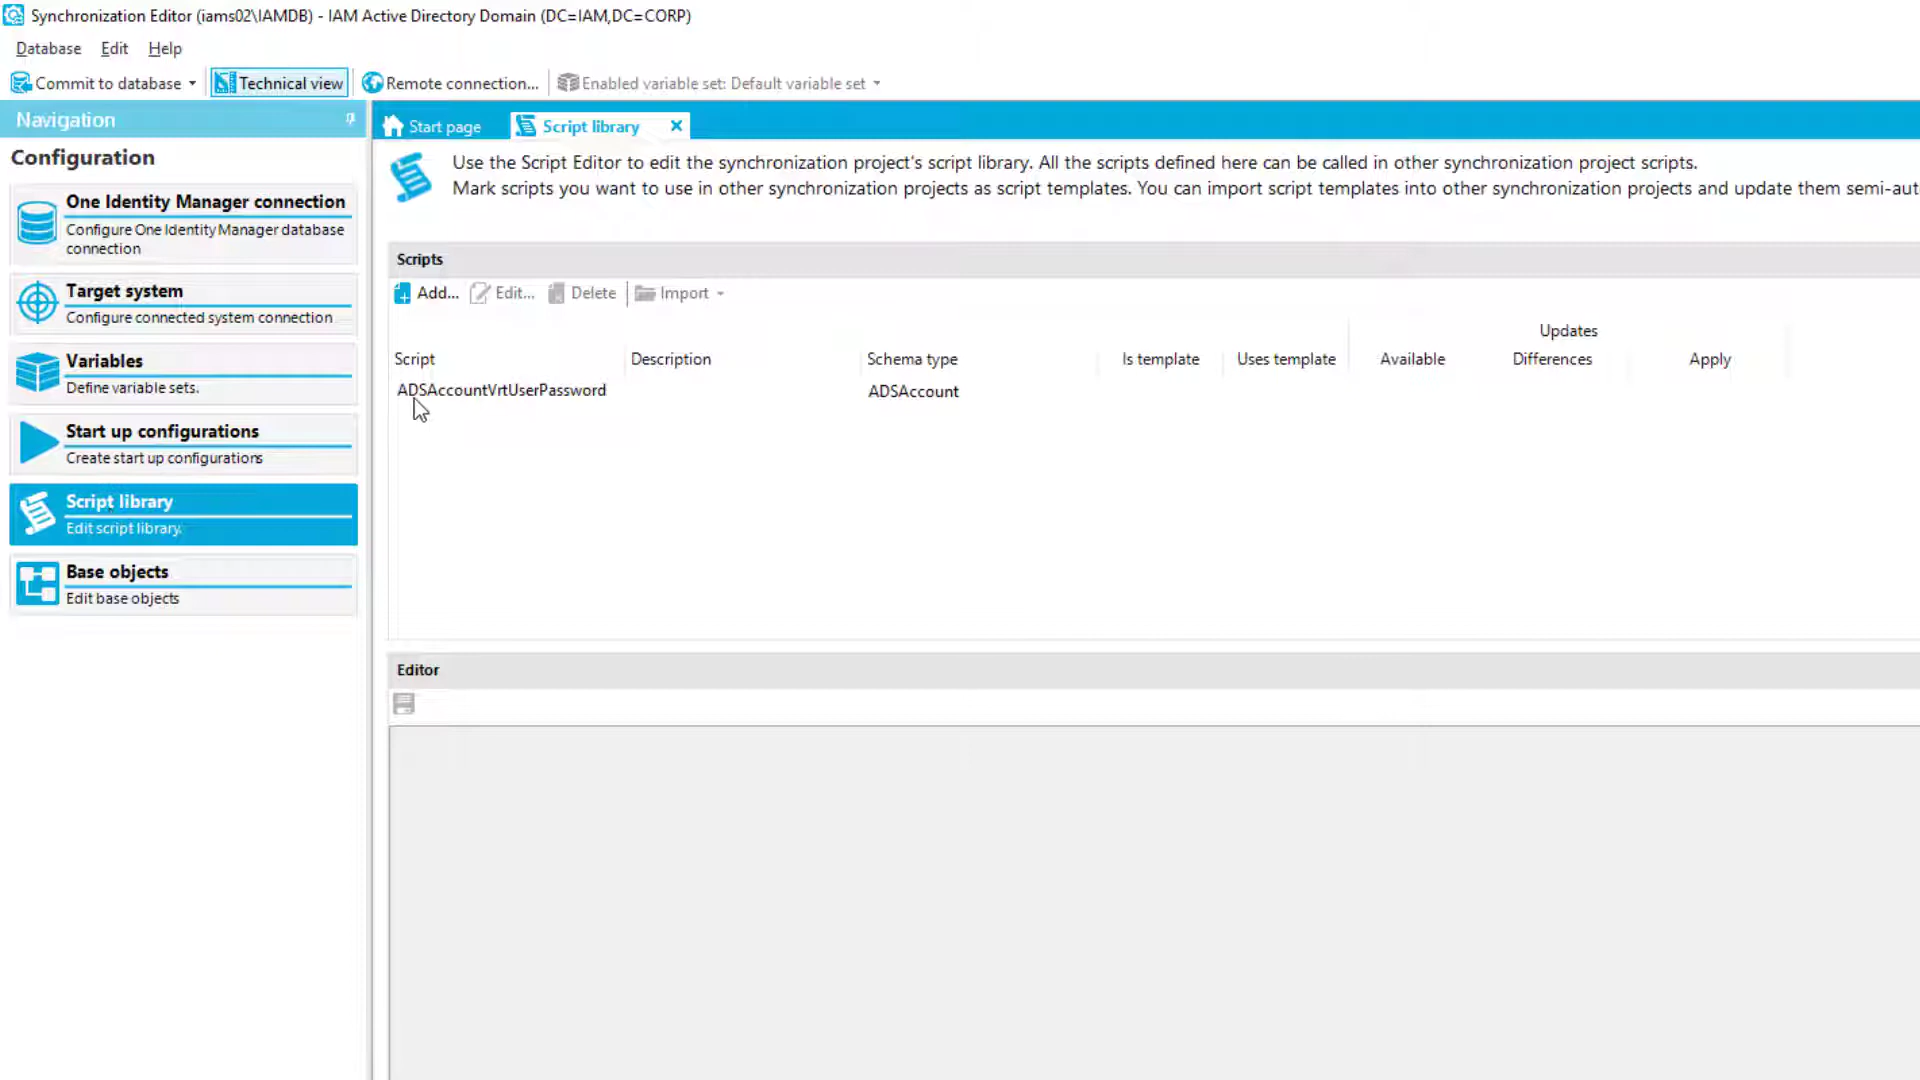 Synchronization Editor (iams02\IAMDB) - IAM Active Directory Domain (DC=IAM,DC=CORP)
Database Edit Help
Commit to database Technical view Remote connection... Enabled variable set: Default variable set
Navigation
Configuration
One Identity Manager connection
Configure One Identity Manager database
connection
Target system
Configure connected system connection
Variables
Define variable sets.
Start up configurations
Create start up configurations
Script library
Edit script library.
Base objects
Edit base objects
Start page Script library
Use the Script Editor to edit the synchronization project's script library. All the scripts defined here can be called in other synchronization project scripts.
Mark scripts you want to use in other synchronization projects as script templates. You can import script templates into other synchronization projects and update them semi-aut
Scripts
Add... Edit... Delete Import
Updates
Script Description Schema type Is template Uses template Available Differences Apply
ADSAccountVrtUserPassword ADSAccount
Editor